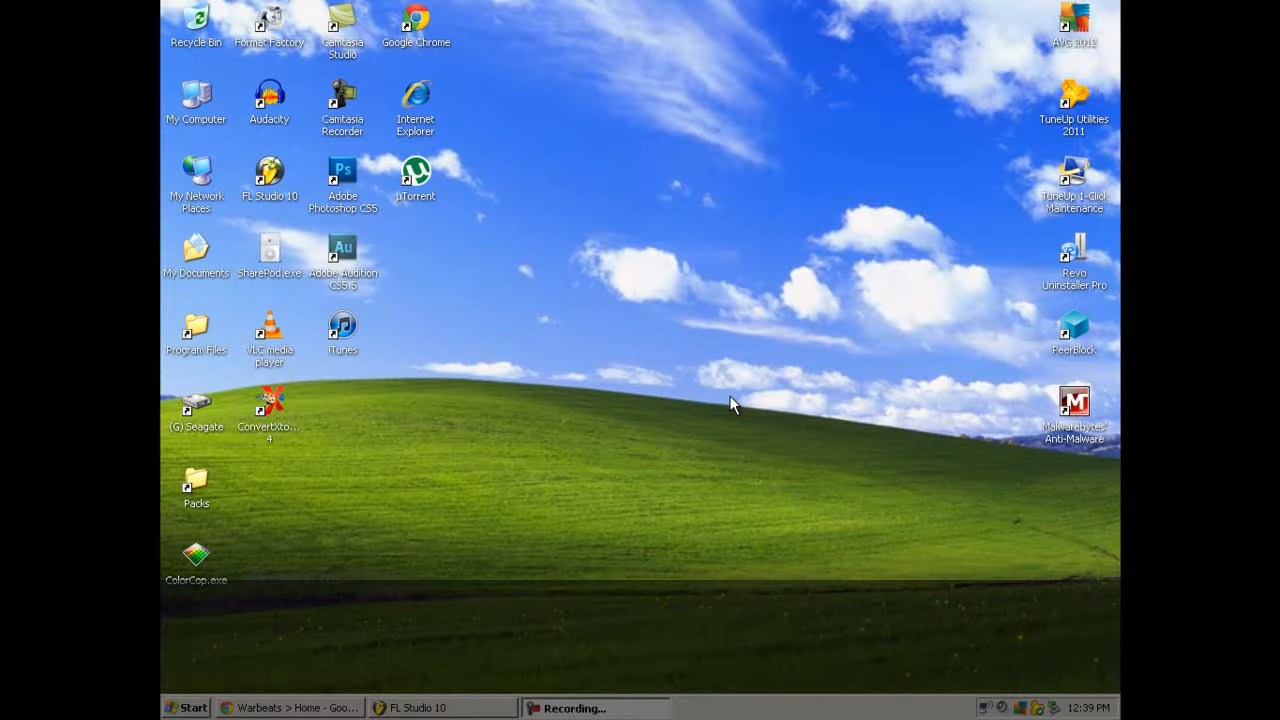 Recycle Bin
Format Factory
Camtasia
Studio
Google Chrome
AVG 2012
My Computer
Audacity
Camtasia
Recorder
Internet
Explorer
TuneUp Utilities
2011
My Network
Places
FL Studio 10
Ps
Adobe
Photoshop CS5
µTorrent
TuneUp 1-Click
Maintenance
My Documents
SharePod.exe
Au
Adobe Audition
CS5.5
Revo
Uninstaller Pro
Program Files
VLC media
player
iTunes
PeerBlock
(G) Seagate
ConvertXto...
4
Malwarebytes'
Anti-Malware
Packs
ColorCop.exe
Start
Warbeats > Home - Goo...
FL Studio 10
Recording...
12:39 PM